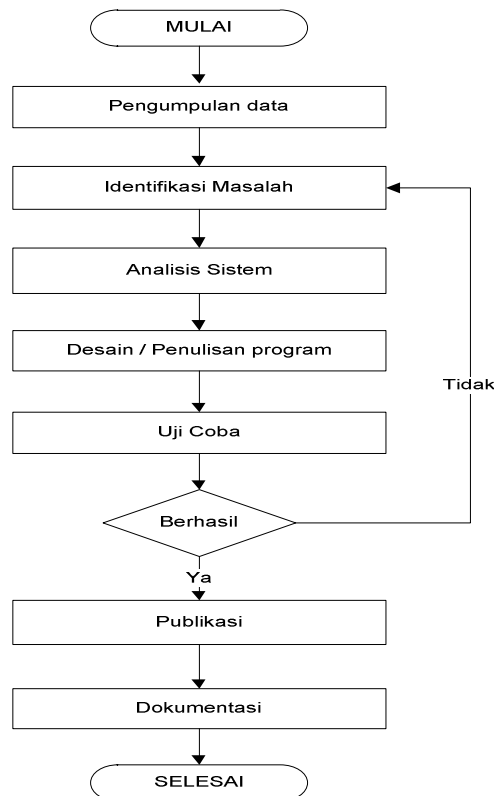 MULAI
Pengumpulan data
Identifikasi Masalah
Analisis Sistem
Desain / Penulisan program
Tidak
Uji Coba
Berhasil
Ya
Publikasi
Dokumentasi
SELESAI